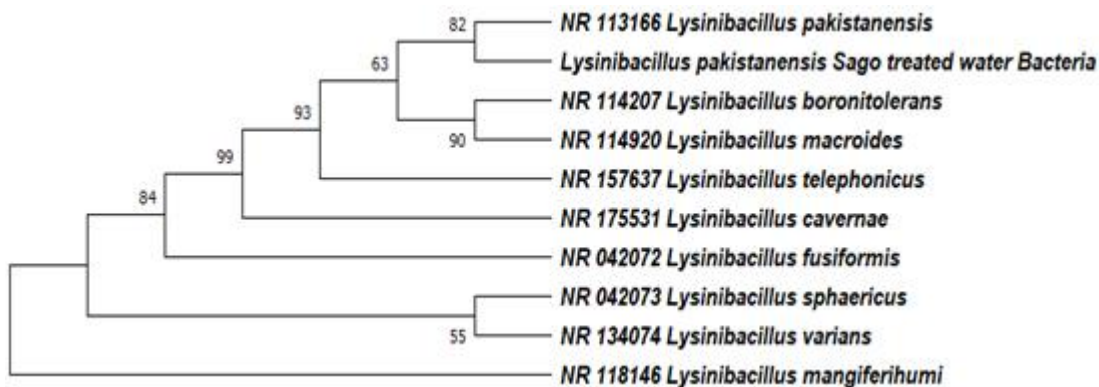 82
NR 113166 Lysinibacillus pakistanensis
Lysinibacillus pakistanensis Sago treated water Bacteria
63
NR 114207 Lysinibacillus boronitolerans
93
90
NR 114920 Lysinibacillus macroides
99
NR 157637 Lysinibacillus telephonicus
84
NR 175531 Lysinibacillus cavernae
NR 042072 Lysinibacillus fusiformis
NR 042073 Lysinibacillus sphaericus
55
NR 134074 Lysinibacillus varians
NR 118146 Lysinibacillus mangiferihumi